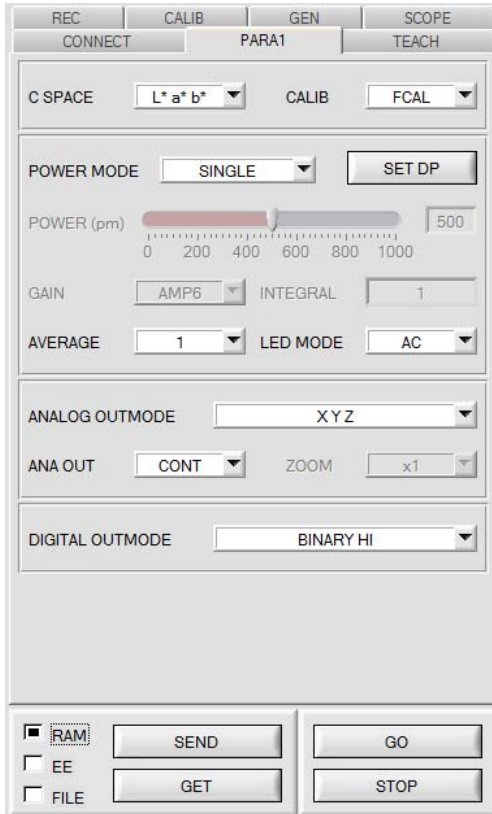 REC CALIB GEN SCOPE
CONNECT PARA1 TEACH
C SPACE L* a* b* CALIB FCAL
POWER MODE SINGLE SET DP
POWER (pm) 500
0 200 400 600 800 1000
GAIN AMP6 INTEGRAL 1
AVERAGE 1 LED MODE AC
ANALOG OUTMODE X Y Z
ANA OUT CONT ZOOM x1
DIGITAL OUTMODE BINARY HI
RAM SEND GO
EE
GET STOP
FILE